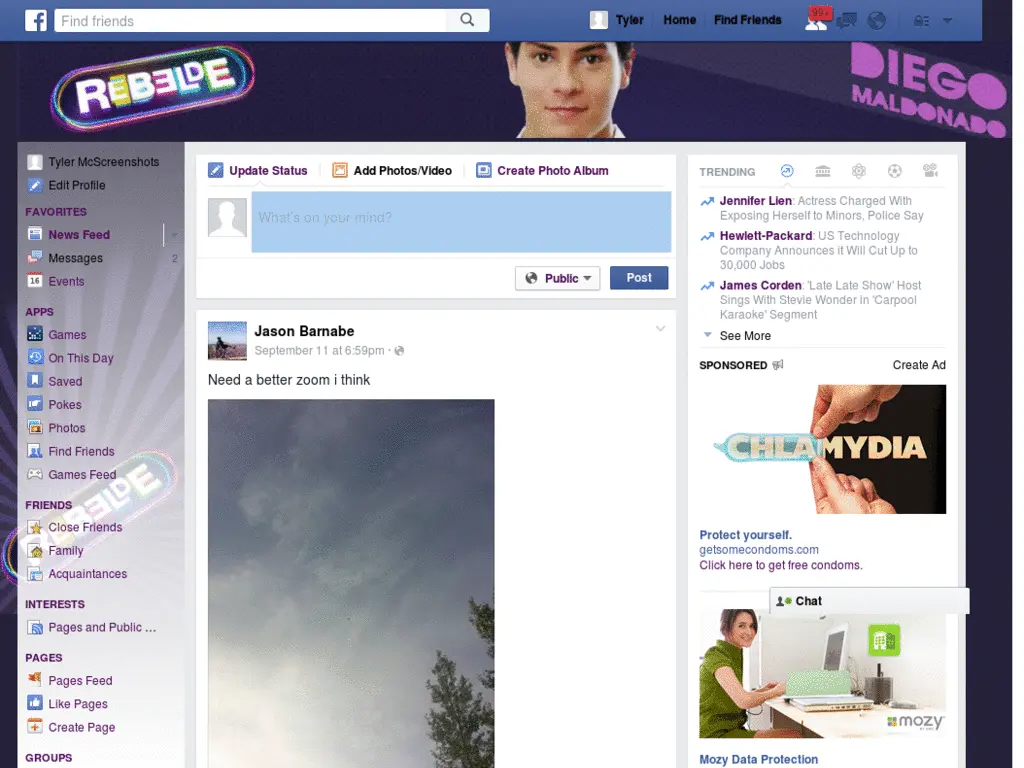 Find friends
Tyler
Home
Find Friends
99+
REBELDE
DIEGO
MALDONADO
Tyler McScreenshots
Edit Profile
FAVORITES
News Feed
Messages 2
16 Events
APPS
Games
On This Day
Saved
Pokes
Photos
Find Friends
Games Feed
REBELDE
FRIENDS
Close Friends
Family
Acquaintances
INTERESTS
Pages and Public ...
PAGES
Pages Feed
Like Pages
Create Page
GROUPS
Update Status
Add Photos/Video
Create Photo Album
What's on your mind?
Public
Post
Jason Barnabe
September 11 at 6:59pm ·
Need a better zoom i think
TRENDING
Jennifer Lien: Actress Charged With
Exposing Herself to Minors, Police Say
Hewlett-Packard: US Technology
Company Announces it Will Cut Up to
30,000 Jobs
James Corden: 'Late Late Show' Host
Sings With Stevie Wonder in 'Carpool
Karaoke' Segment
See More
SPONSORED
Create Ad
CHLAMYDIA
Protect yourself.
getsomecondoms.com
Click here to get free condoms.
Chat
mozy
Mozy Data Protection